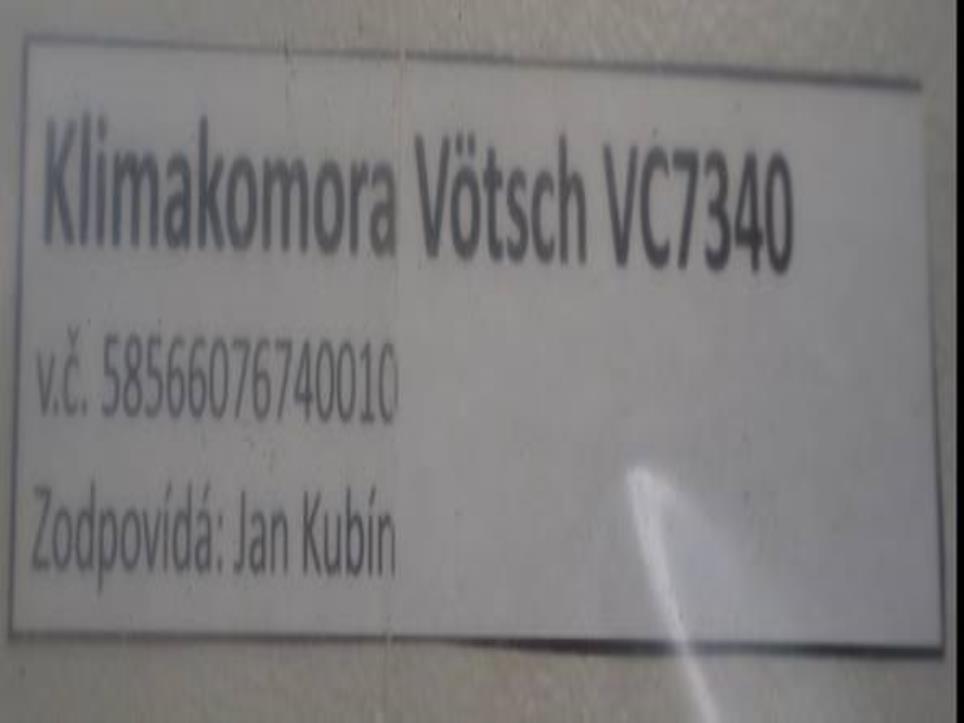 Klimakomora Vötsch VC7340
v.č. 58566076740010
Zodpovídá: Jan Kubín